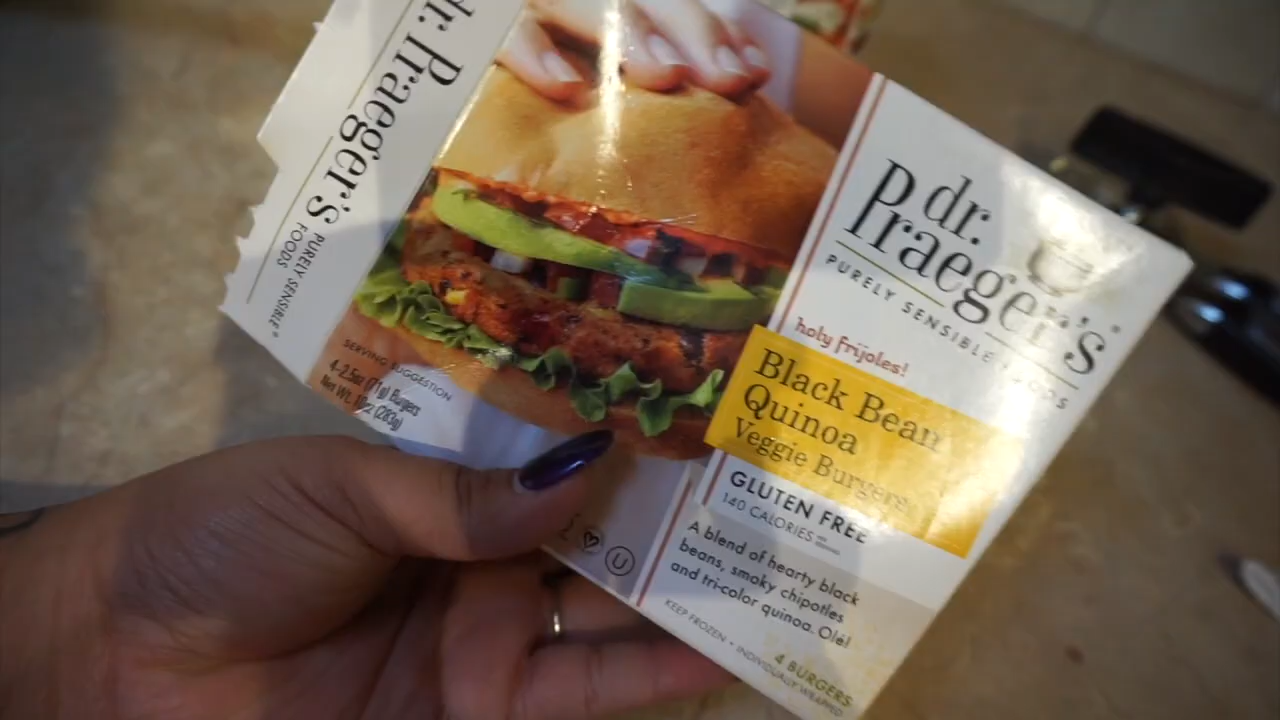 dr. Praeger's
PURELY SENSIBLE®
FOODS
SERVING SUGGESTION
4-2.5oz (71g) Burgers
Net Wt. 10oz (283g)
U
dr.
Praeger's®
PURELY SENSIBLE FOODS
holy frijoles!
Black Bean
Quinoa
Veggie Burgers
GLUTEN FREE
140 CALORIES
A blend of hearty black
beans, smoky chipotles
and tri-color quinoa. Olé!
KEEP FROZEN • INDIVIDUALLY WRAPPED
4 BURGERS